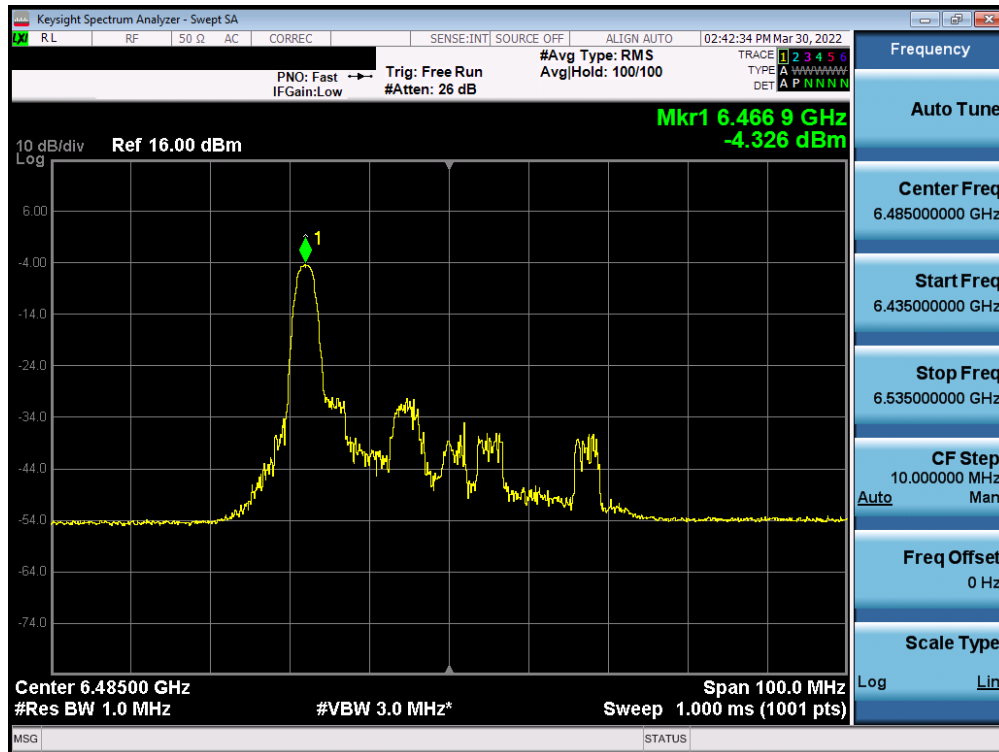 Keysight Spectrum Analyzer - Swept SA
LXI RL RF 50 Ω AC CORREC SENSE:INT SOURCE OFF ALIGN AUTO 02:42:34 PM Mar 30, 2022
Frequency
PNO: Fast
IFGain:Low
Trig: Free Run
#Atten: 26 dB
#Avg Type: RMS
Avg|Hold: 100/100
TRACE 1 2 3 4 5 6
TYPE A WWWWW
DET A P N N N N
Auto Tune
Mkr1 6.466 9 GHz
-4.326 dBm
10 dB/div Ref 16.00 dBm
Log
6.00
-4.00
-14.0
-24.0
-34.0
-44.0
-54.0
-64.0
-74.0
1
Center 6.48500 GHz
Span 100.0 MHz
#Res BW 1.0 MHz
#VBW 3.0 MHz*
Sweep 1.000 ms (1001 pts)
Center Freq
6.485000000 GHz
Start Freq
6.435000000 GHz
Stop Freq
6.535000000 GHz
CF Step
10.000000 MHz
Auto Man
Freq Offset
0 Hz
Scale Type
Log Lin
MSG
STATUS